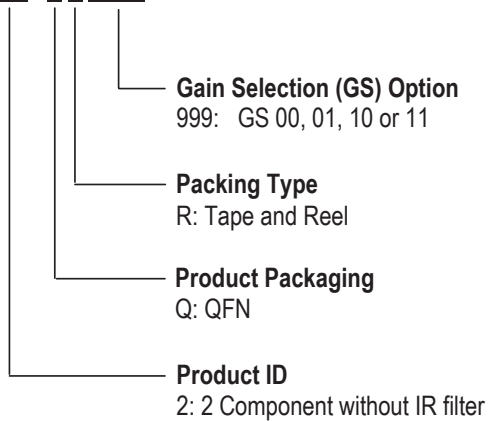 Gain Selection (GS) Option
999: GS 00, 01, 10 or 11
Packing Type
R: Tape and Reel
Product Packaging
Q: QFN
Product ID
2: 2 Component without IR filter